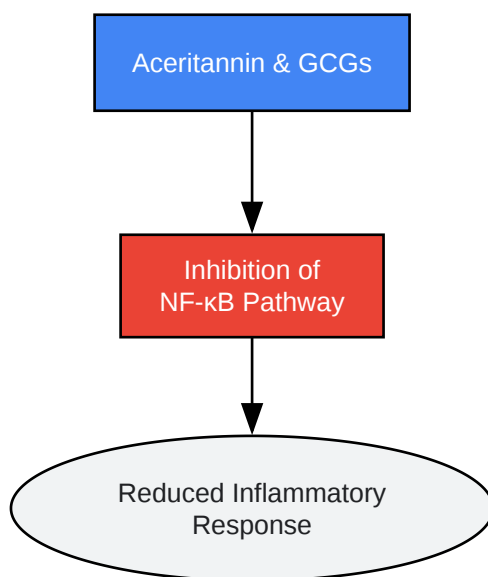 Aceritannin & GCGs
Inhibition of
NF-κB Pathway
Reduced Inflammatory
Response